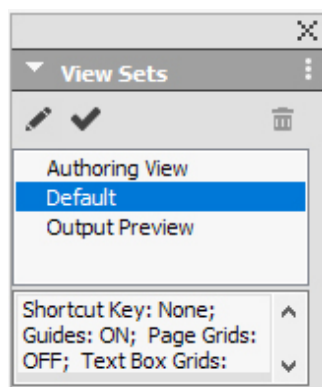 View Sets
Authoring View
Default
Output Preview
Shortcut Key: None;
Guides: ON; Page Grids:
OFF; Text Box Grids: